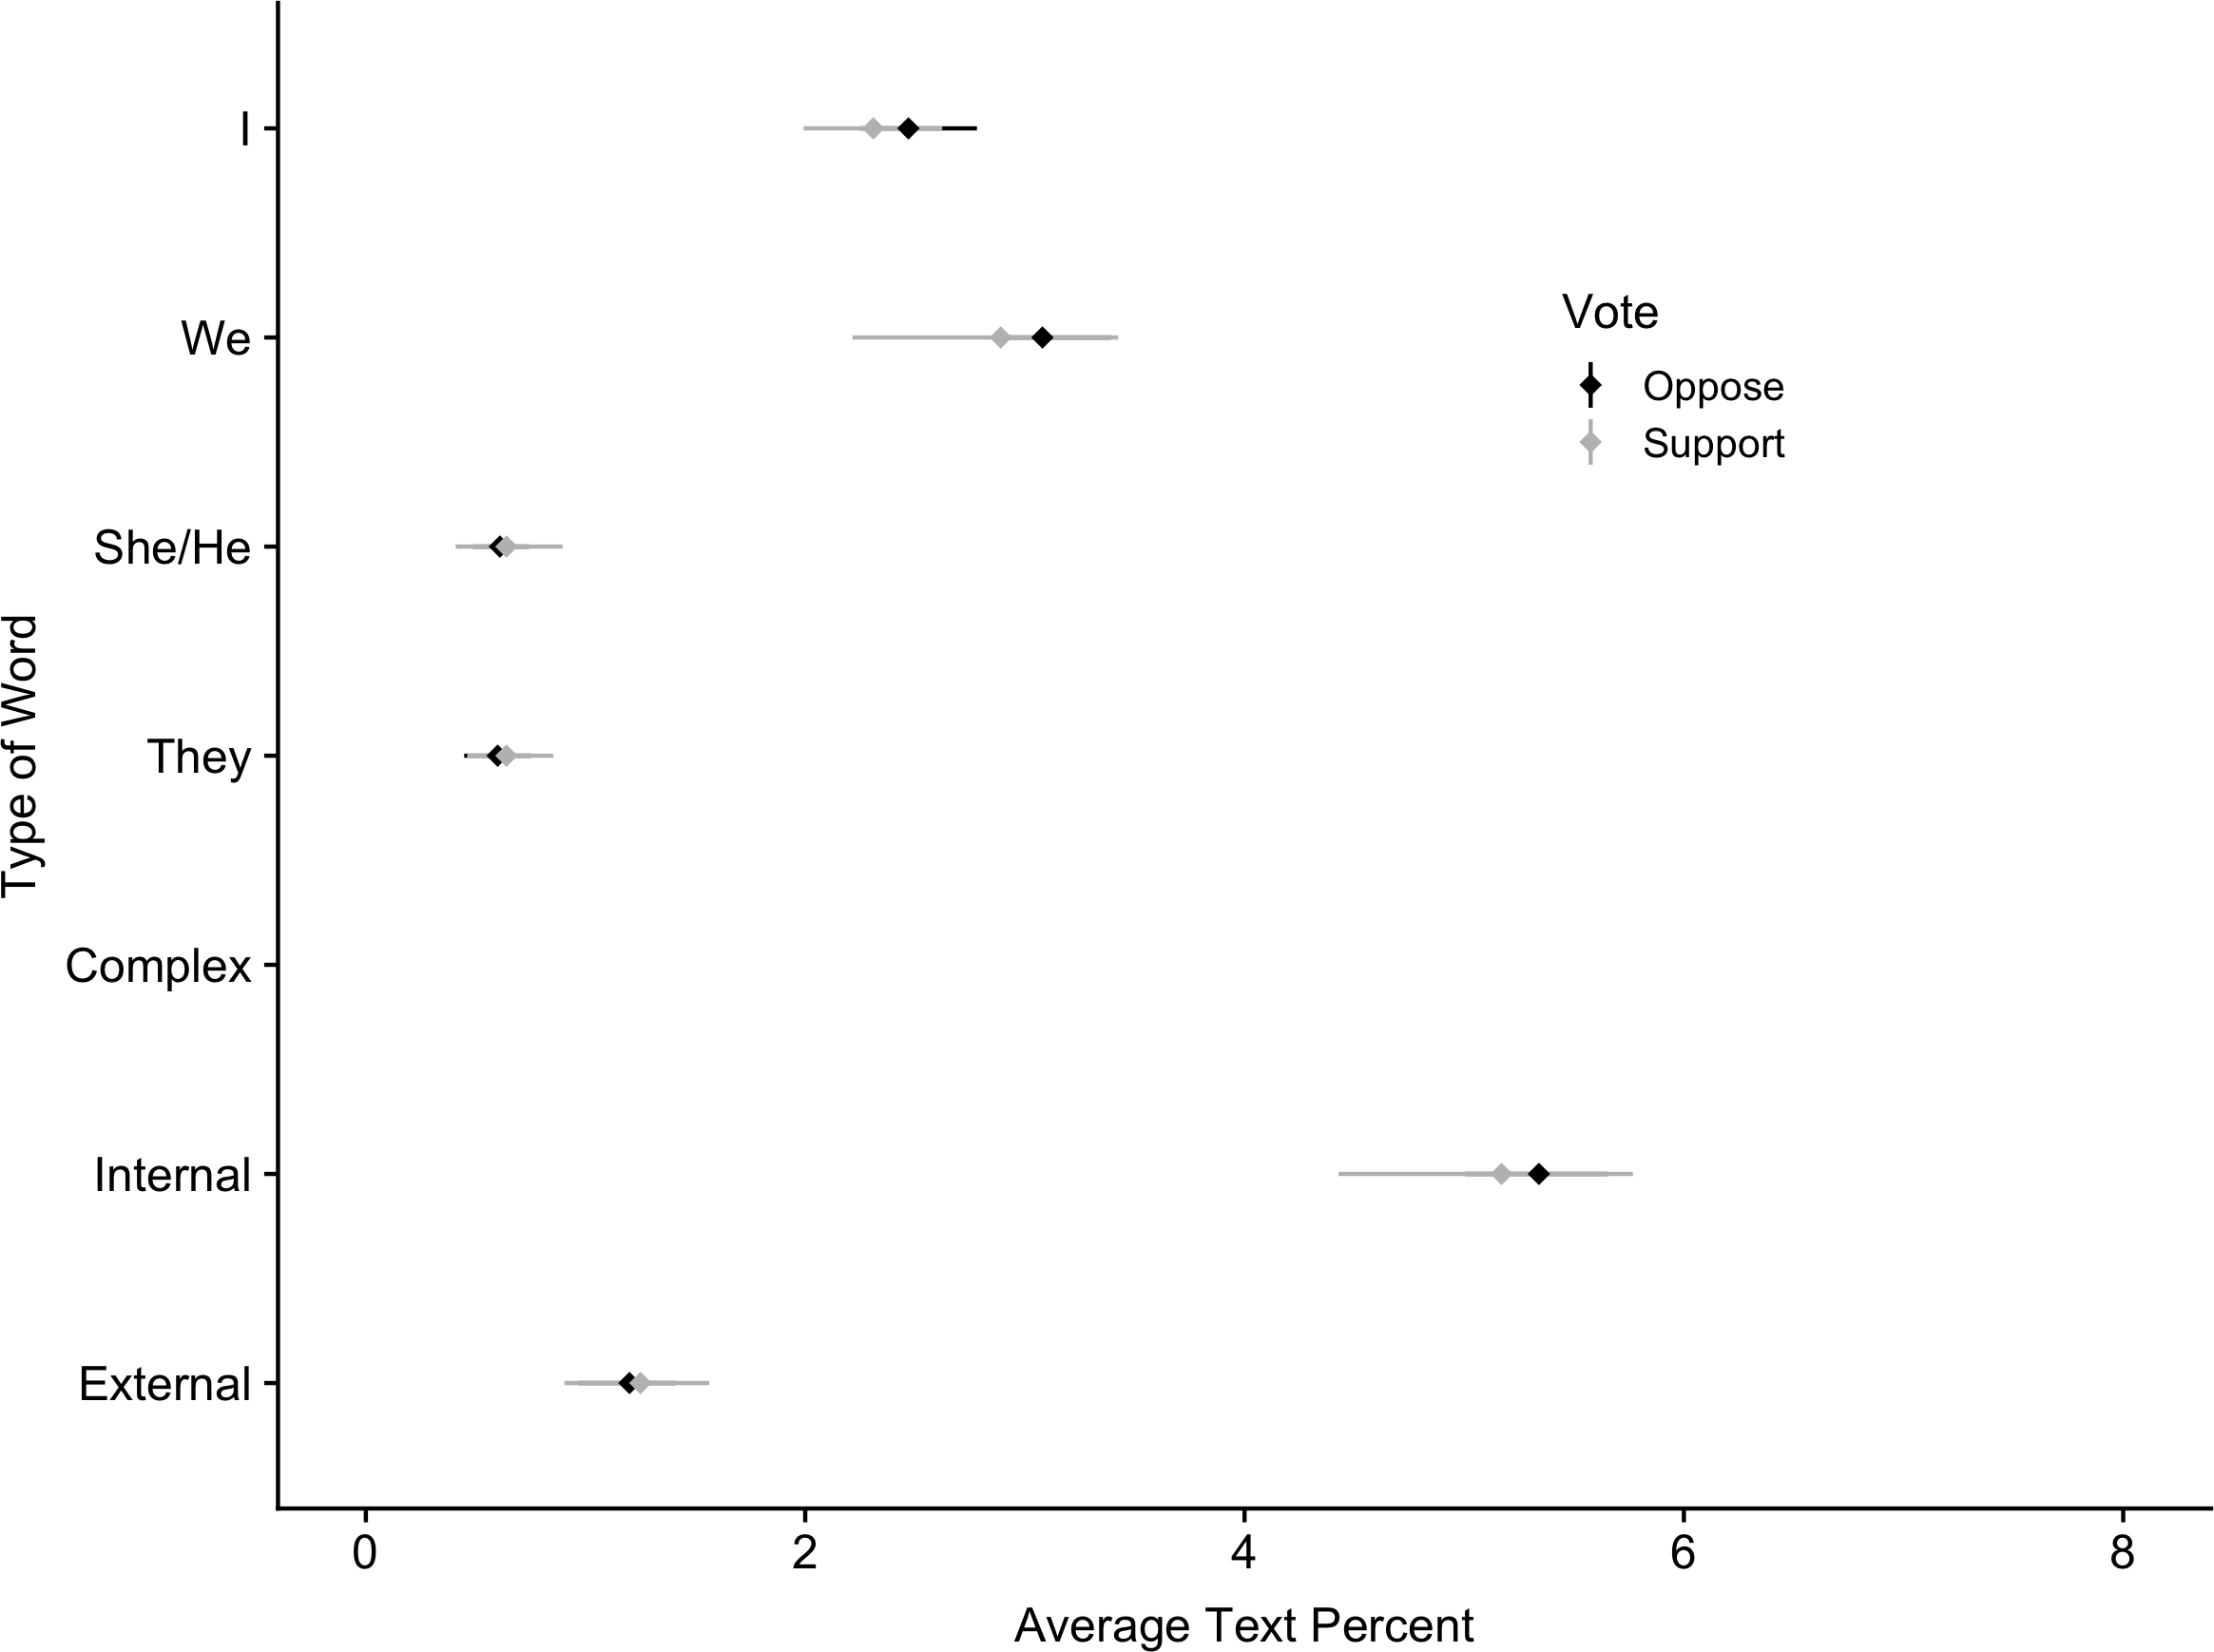 I
We
She/He
They
Complex
Internal
External
Type of Word
Vote
Oppose
Support
0 2 4 6 8
Average Text Percent